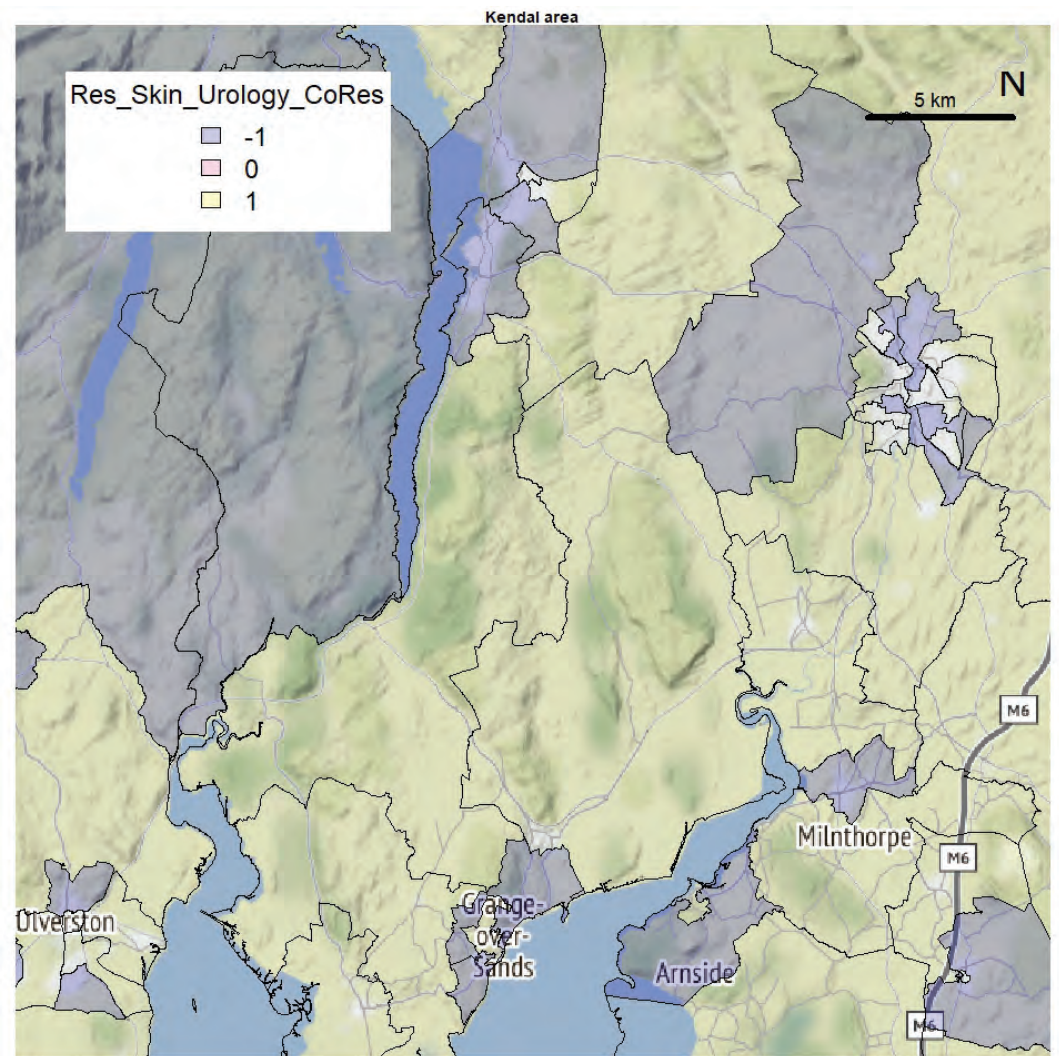 Kendal area
Res_Skin_Urology_CoRes
-1
0
1
N
5 km
M6
Milnthorpe
M6
Ulverston
Grange-
over-
Sands
Arnside
M6